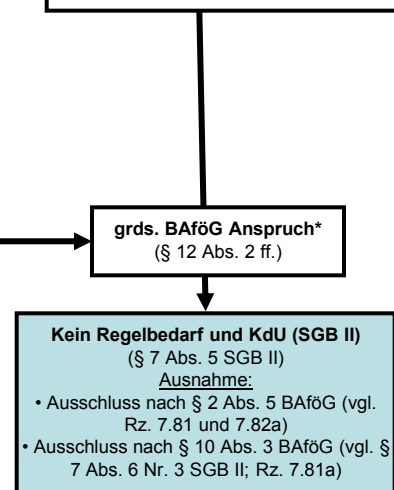 grds. BAföG Anspruch*
(§ 12 Abs. 2 ff.)
Kein Regelbedarf und KdU (SGB II)
(§ 7 Abs. 5 SGB II)
Ausnahme:
• Ausschluss nach § 2 Abs. 5 BAföG (vgl.
Rz. 7.81 und 7.82a)
• Ausschluss nach § 10 Abs. 3 BAföG (vgl. §
7 Abs. 6 Nr. 3 SGB II; Rz. 7.81a)